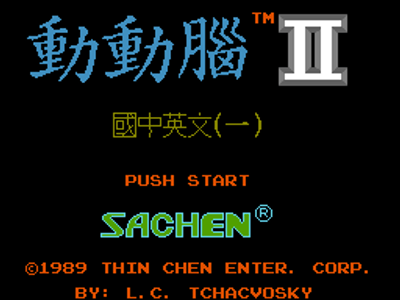 動動腦™ II
國中英文(一)
PUSH START
SACHEN®
©1989 THIN CHEN ENTER. CORP.
BY: L.C. TCHACVOSKY